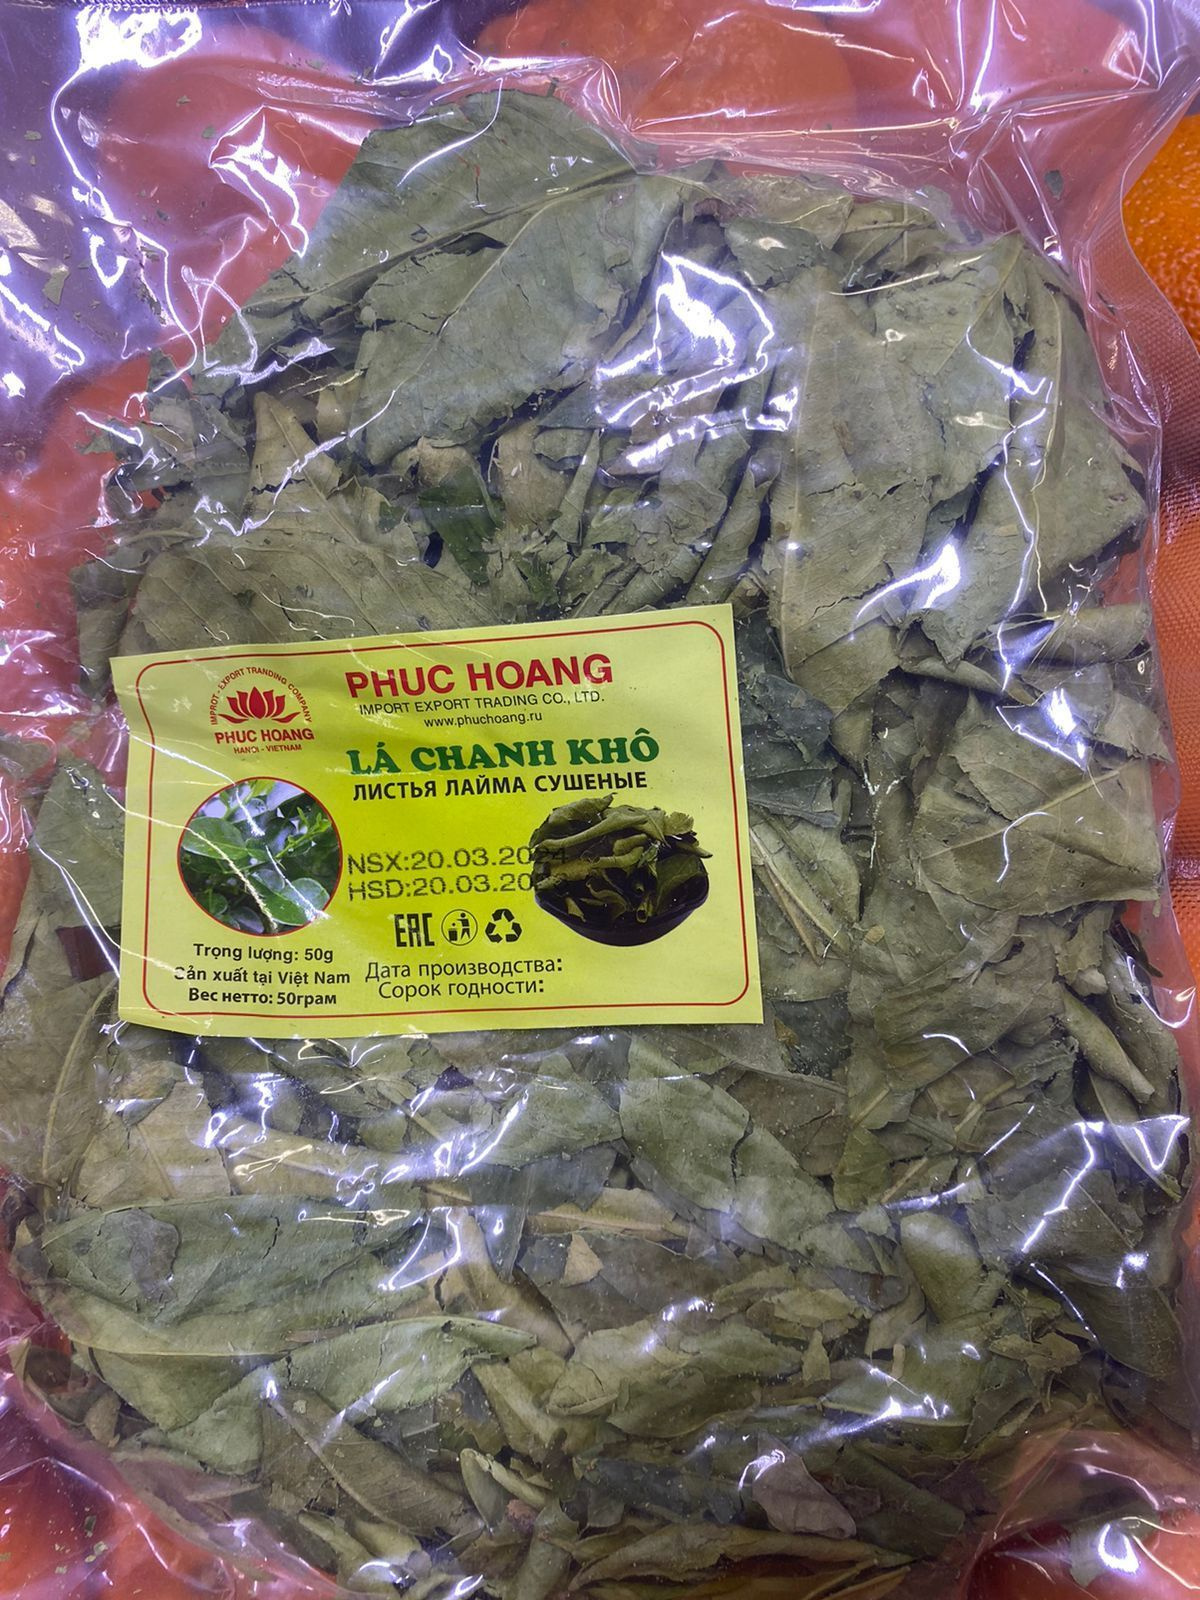 IMPROT - EXPORT TRANDING COMPANY
PHUC HOANG
HANOI - VIETNAM
PHUC HOANG
IMPORT EXPORT TRADING CO., LTD.
www.phuchoang.ru
LÁ CHANH KHÔ
ЛИСТЬЯ ЛАЙМА СУШЕНЫЕ
NSX:20.03.2024
HSD:20.03.20
EAC
Trọng lượng: 50g
Sản xuất tại Việt Nam
Вес нетто: 50грам
Дата производства:
Сорок годности: